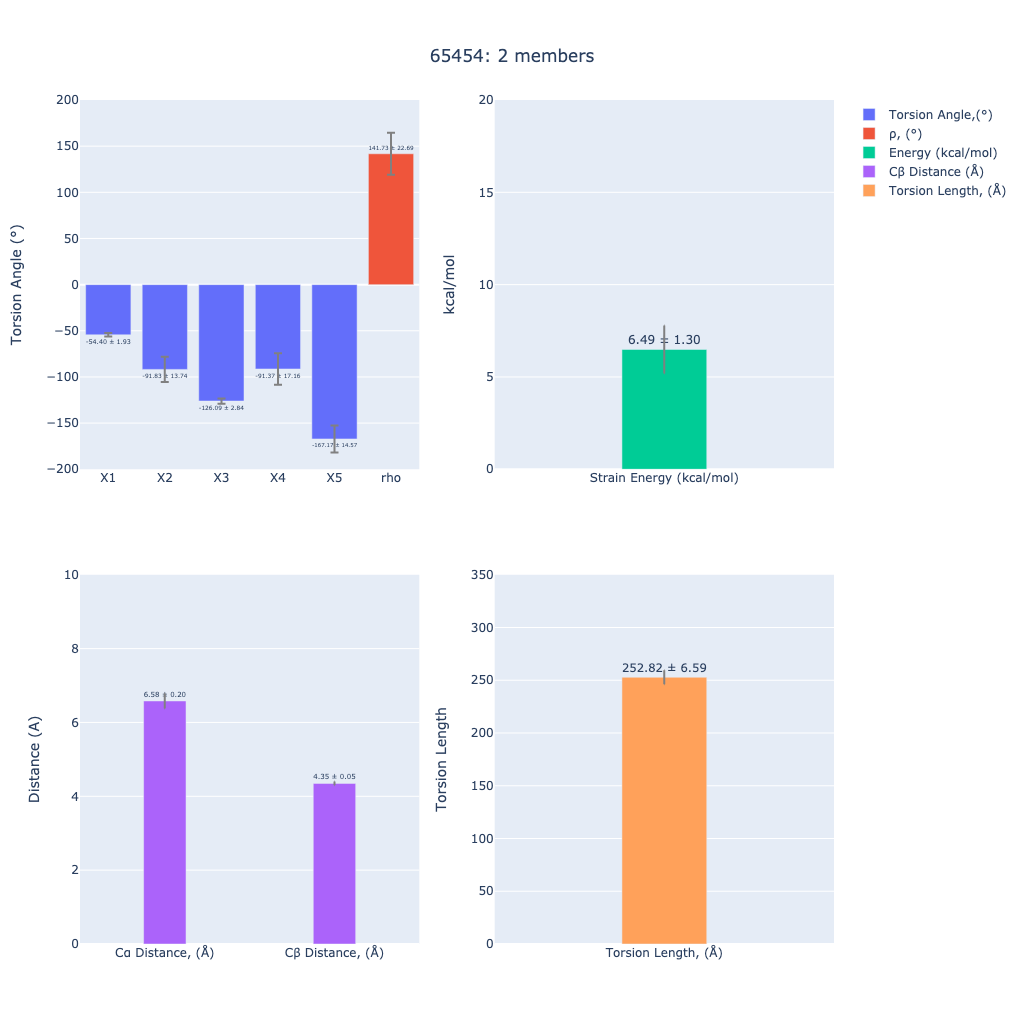 65454: 2 members
Torsion Angle (°)
200
150
100
50
0
−50
−100
−150
−200
141.73 ± 22.69
-54.40 ± 1.93
-91.83 ± 13.74
-126.09 ± 2.84
-91.37 ± 17.16
-167.17 ± 14.57
X1 X2 X3 X4 X5 rho
kcal/mol
20
15
10
5
0
6.49 ± 1.30
Strain Energy (kcal/mol)
Torsion Angle,(°)
ρ, (°)
Energy (kcal/mol)
Cβ Distance (Å)
Torsion Length, (Å)
Distance (A)
10
8
6
4
2
0
6.58 ± 0.20
4.35 ± 0.05
Cα Distance, (Å) Cβ Distance, (Å)
Torsion Length
350
300
250
200
150
100
50
0
252.82 ± 6.59
Torsion Length, (Å)